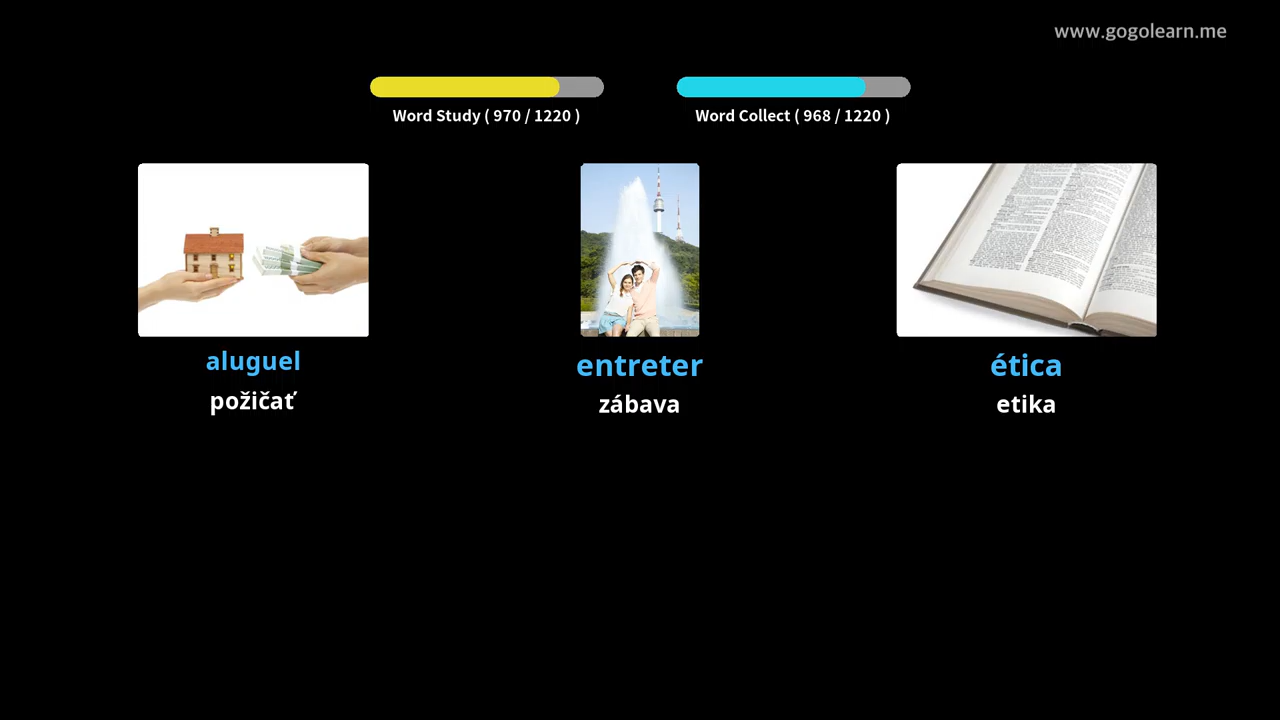 www.gogolearn.me
Word Study ( 970 / 1220 )
Word Collect ( 968 / 1220 )
aluguel
požičať
entreter
zábava
ética
etika